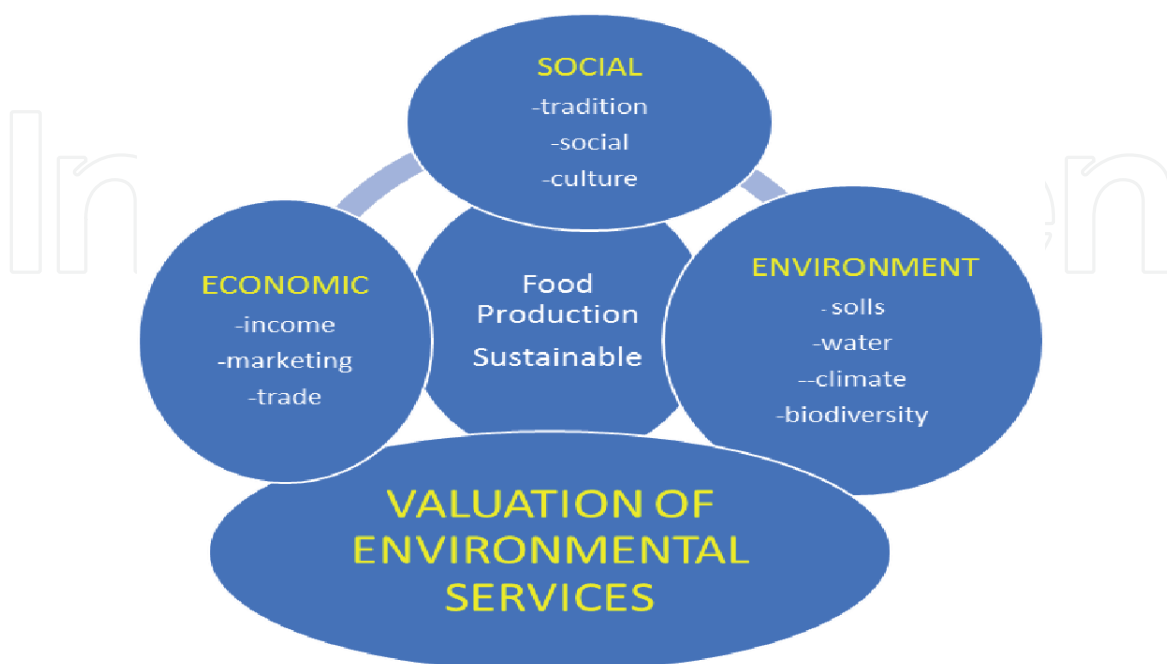 SOCIAL
-tradition
-social
-culture
ECONOMIC
-income
-marketing
-trade
Food
Production
Sustainable
ENVIRONMENT
- solls
-water
--climate
-biodiversity
VALUATION OF
ENVIRONMENTAL
SERVICES